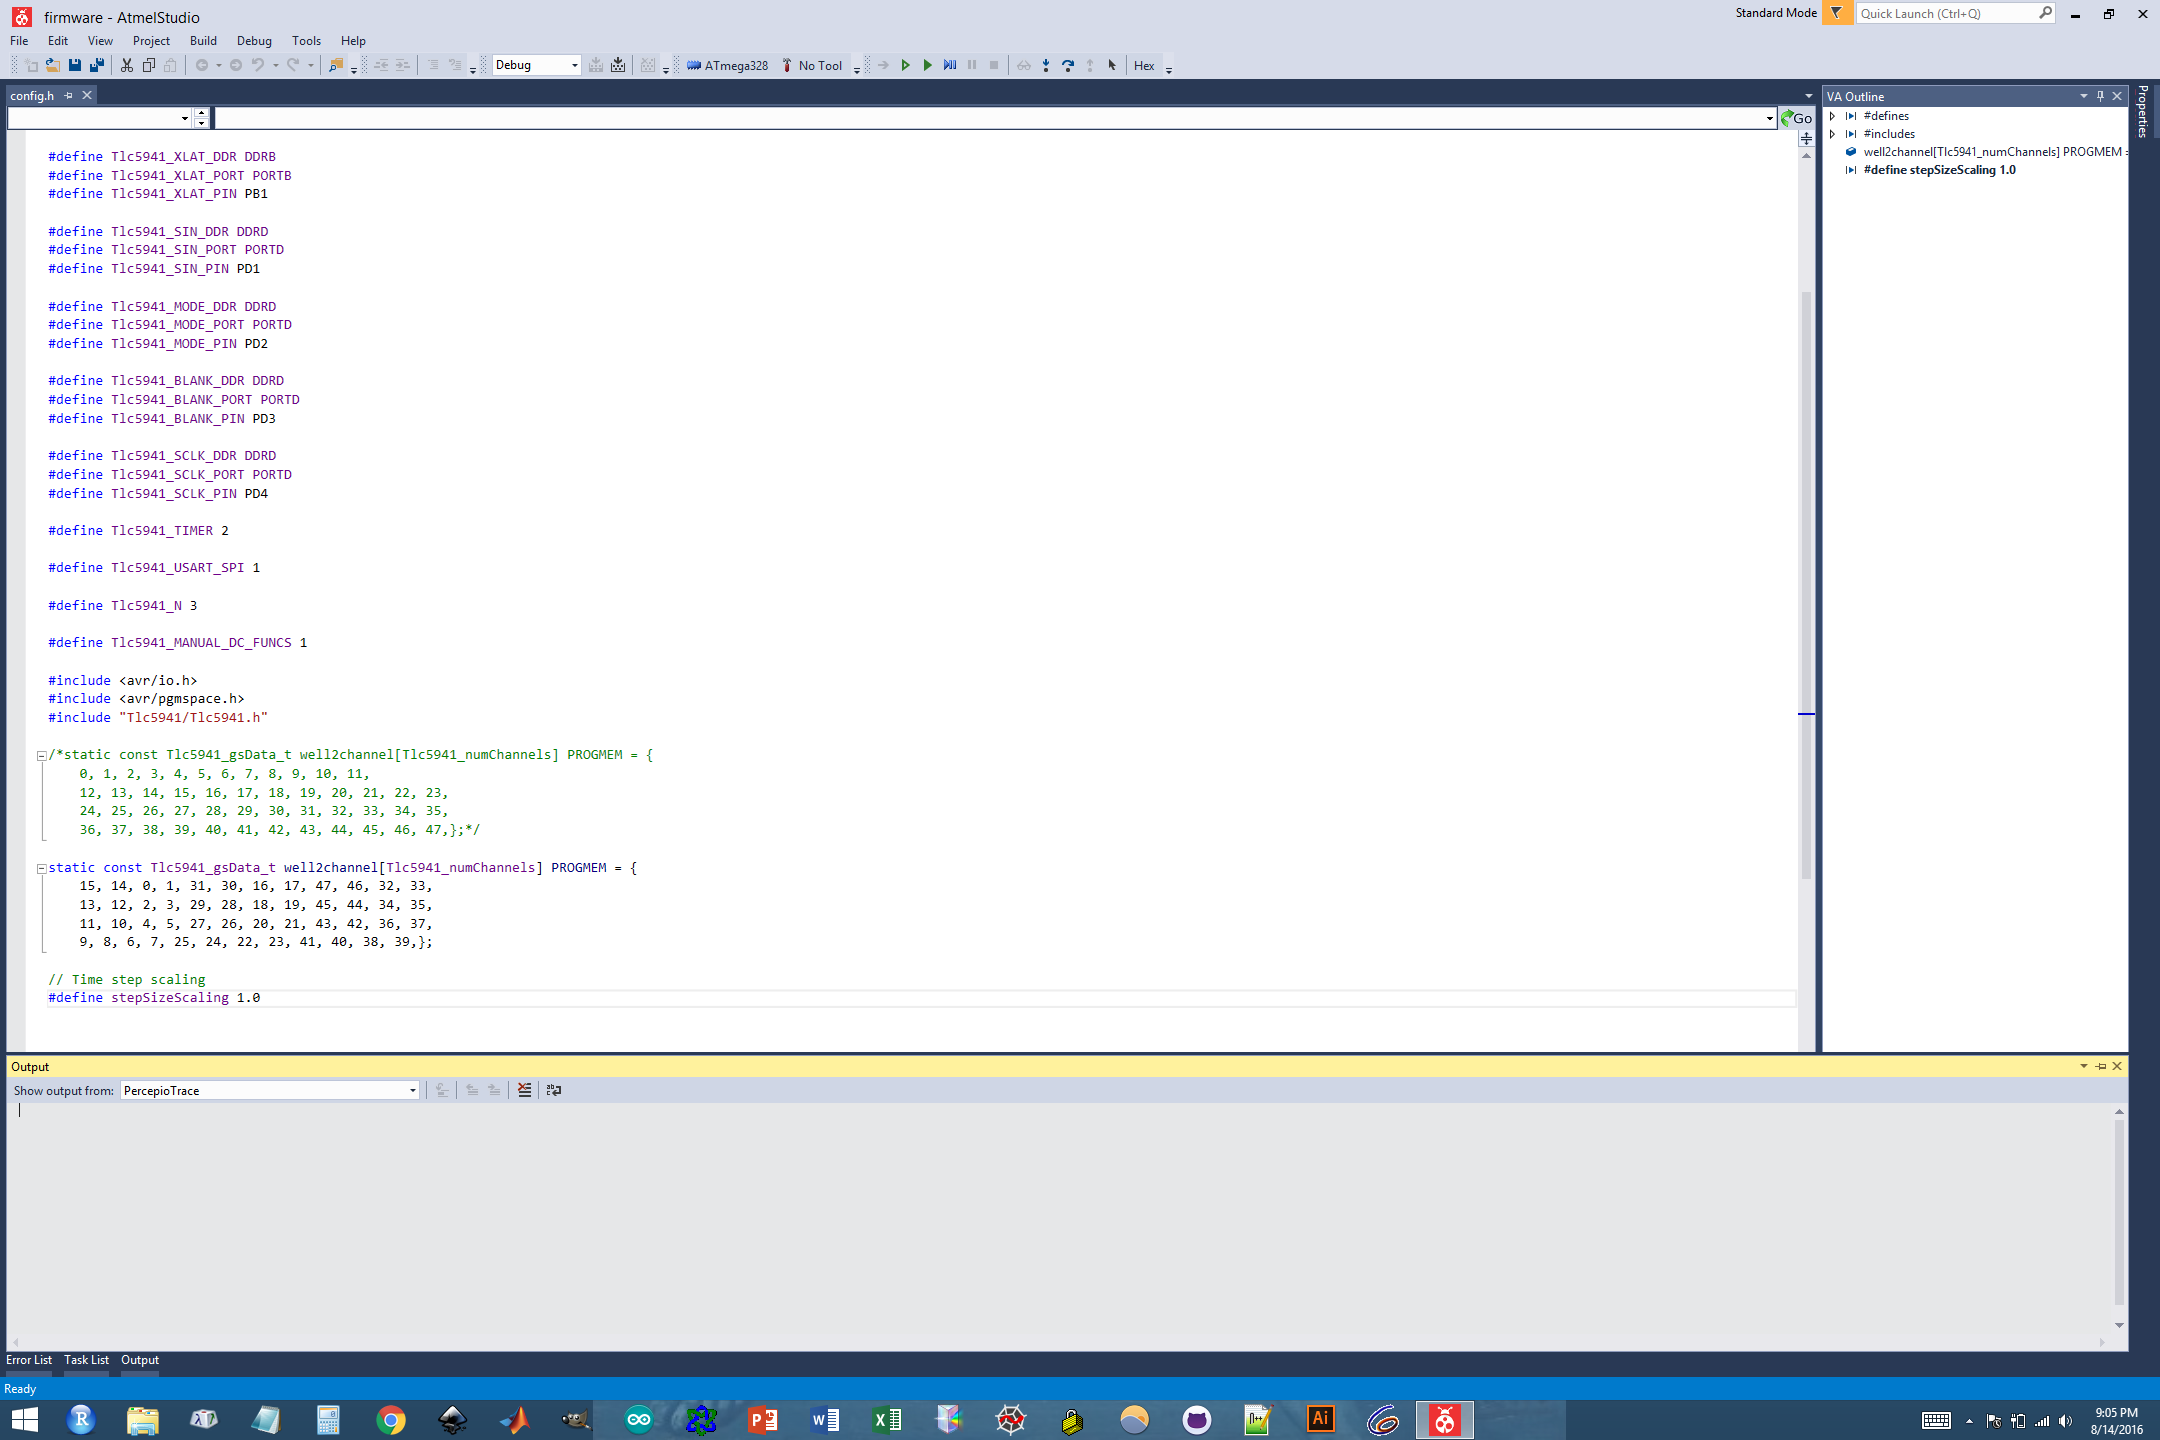 firmware - AtmelStudio
Standard Mode
Quick Launch (Ctrl+Q)
File Edit View Project Build Debug Tools Help
Debug
ATmega328
No Tool
Hex
config.h
Go
#define Tlc5941_XLAT_DDR DDRB
#define Tlc5941_XLAT_PORT PORTB
#define Tlc5941_XLAT_PIN PB1
#define Tlc5941_SIN_DDR DDRD
#define Tlc5941_SIN_PORT PORTD
#define Tlc5941_SIN_PIN PD1
#define Tlc5941_MODE_DDR DDRD
#define Tlc5941_MODE_PORT PORTD
#define Tlc5941_MODE_PIN PD2
#define Tlc5941_BLANK_DDR DDRD
#define Tlc5941_BLANK_PORT PORTD
#define Tlc5941_BLANK_PIN PD3
#define Tlc5941_SCLK_DDR DDRD
#define Tlc5941_SCLK_PORT PORTD
#define Tlc5941_SCLK_PIN PD4
#define Tlc5941_TIMER 2
#define Tlc5941_USART_SPI 1
#define Tlc5941_N 3
#define Tlc5941_MANUAL_DC_FUNCS 1
#include <avr/io.h>
#include <avr/pgmspace.h>
#include "Tlc5941/Tlc5941.h"
/*static const Tlc5941_gsData_t well2channel[Tlc5941_numChannels] PROGMEM = {
0, 1, 2, 3, 4, 5, 6, 7, 8, 9, 10, 11,
12, 13, 14, 15, 16, 17, 18, 19, 20, 21, 22, 23,
24, 25, 26, 27, 28, 29, 30, 31, 32, 33, 34, 35,
36, 37, 38, 39, 40, 41, 42, 43, 44, 45, 46, 47,};*/
static const Tlc5941_gsData_t well2channel[Tlc5941_numChannels] PROGMEM = {
15, 14, 0, 1, 31, 30, 16, 17, 47, 46, 32, 33,
13, 12, 2, 3, 29, 28, 18, 19, 45, 44, 34, 35,
11, 10, 4, 5, 27, 26, 20, 21, 43, 42, 36, 37,
9, 8, 6, 7, 25, 24, 22, 23, 41, 40, 38, 39,};
// Time step scaling
#define stepSizeScaling 1.0
VA Outline
#defines
#includes
well2channel[Tlc5941_numChannels] PROGMEM =
#define stepSizeScaling 1.0
Properties
Output
Show output from: PercepioTrace
Error List Task List Output
Ready
9:05 PM
8/14/2016